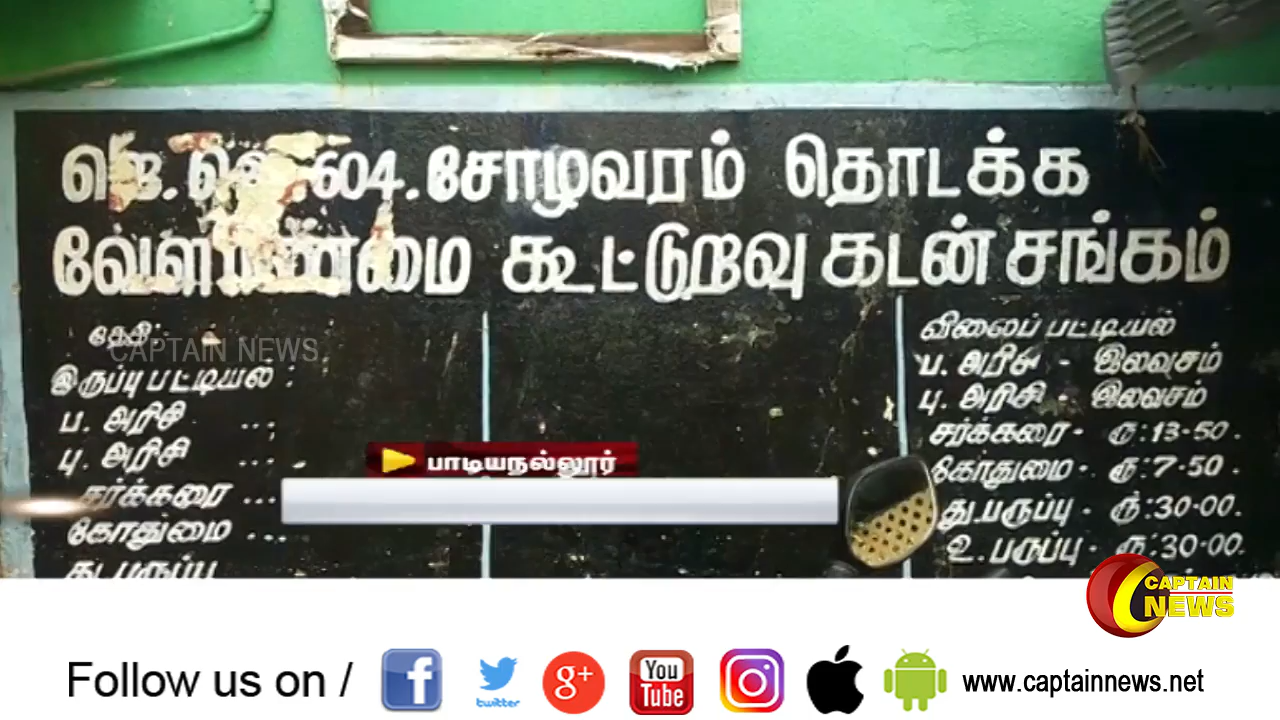 ஜெ. 604. சோழவரம் தொடக்க
வேளாண்மை கூட்டுறவு கடன் சங்கம்
தேதி:
CAPTAIN NEWS
இருப்பு பட்டியல் :
ப. அரிசி ...
பு. அரிசி ...
சர்க்கரை ...
கோதுமை ...
து. பருப்பு
விலைப் பட்டியல்
ப. அரிசி - இலவசம்
பு. அரிசி - இலவசம்
சர்க்கரை - ரூ: 13-50.
கோதுமை - ரூ: 7-50.
து. பருப்பு - ரூ: 30-00.
உ. பருப்பு - ரூ: 30-00.
பாடியநல்லூர்
CAPTAIN
NEWS
Follow us on /
f
twitter
g+
You
Tube
www.captainnews.net